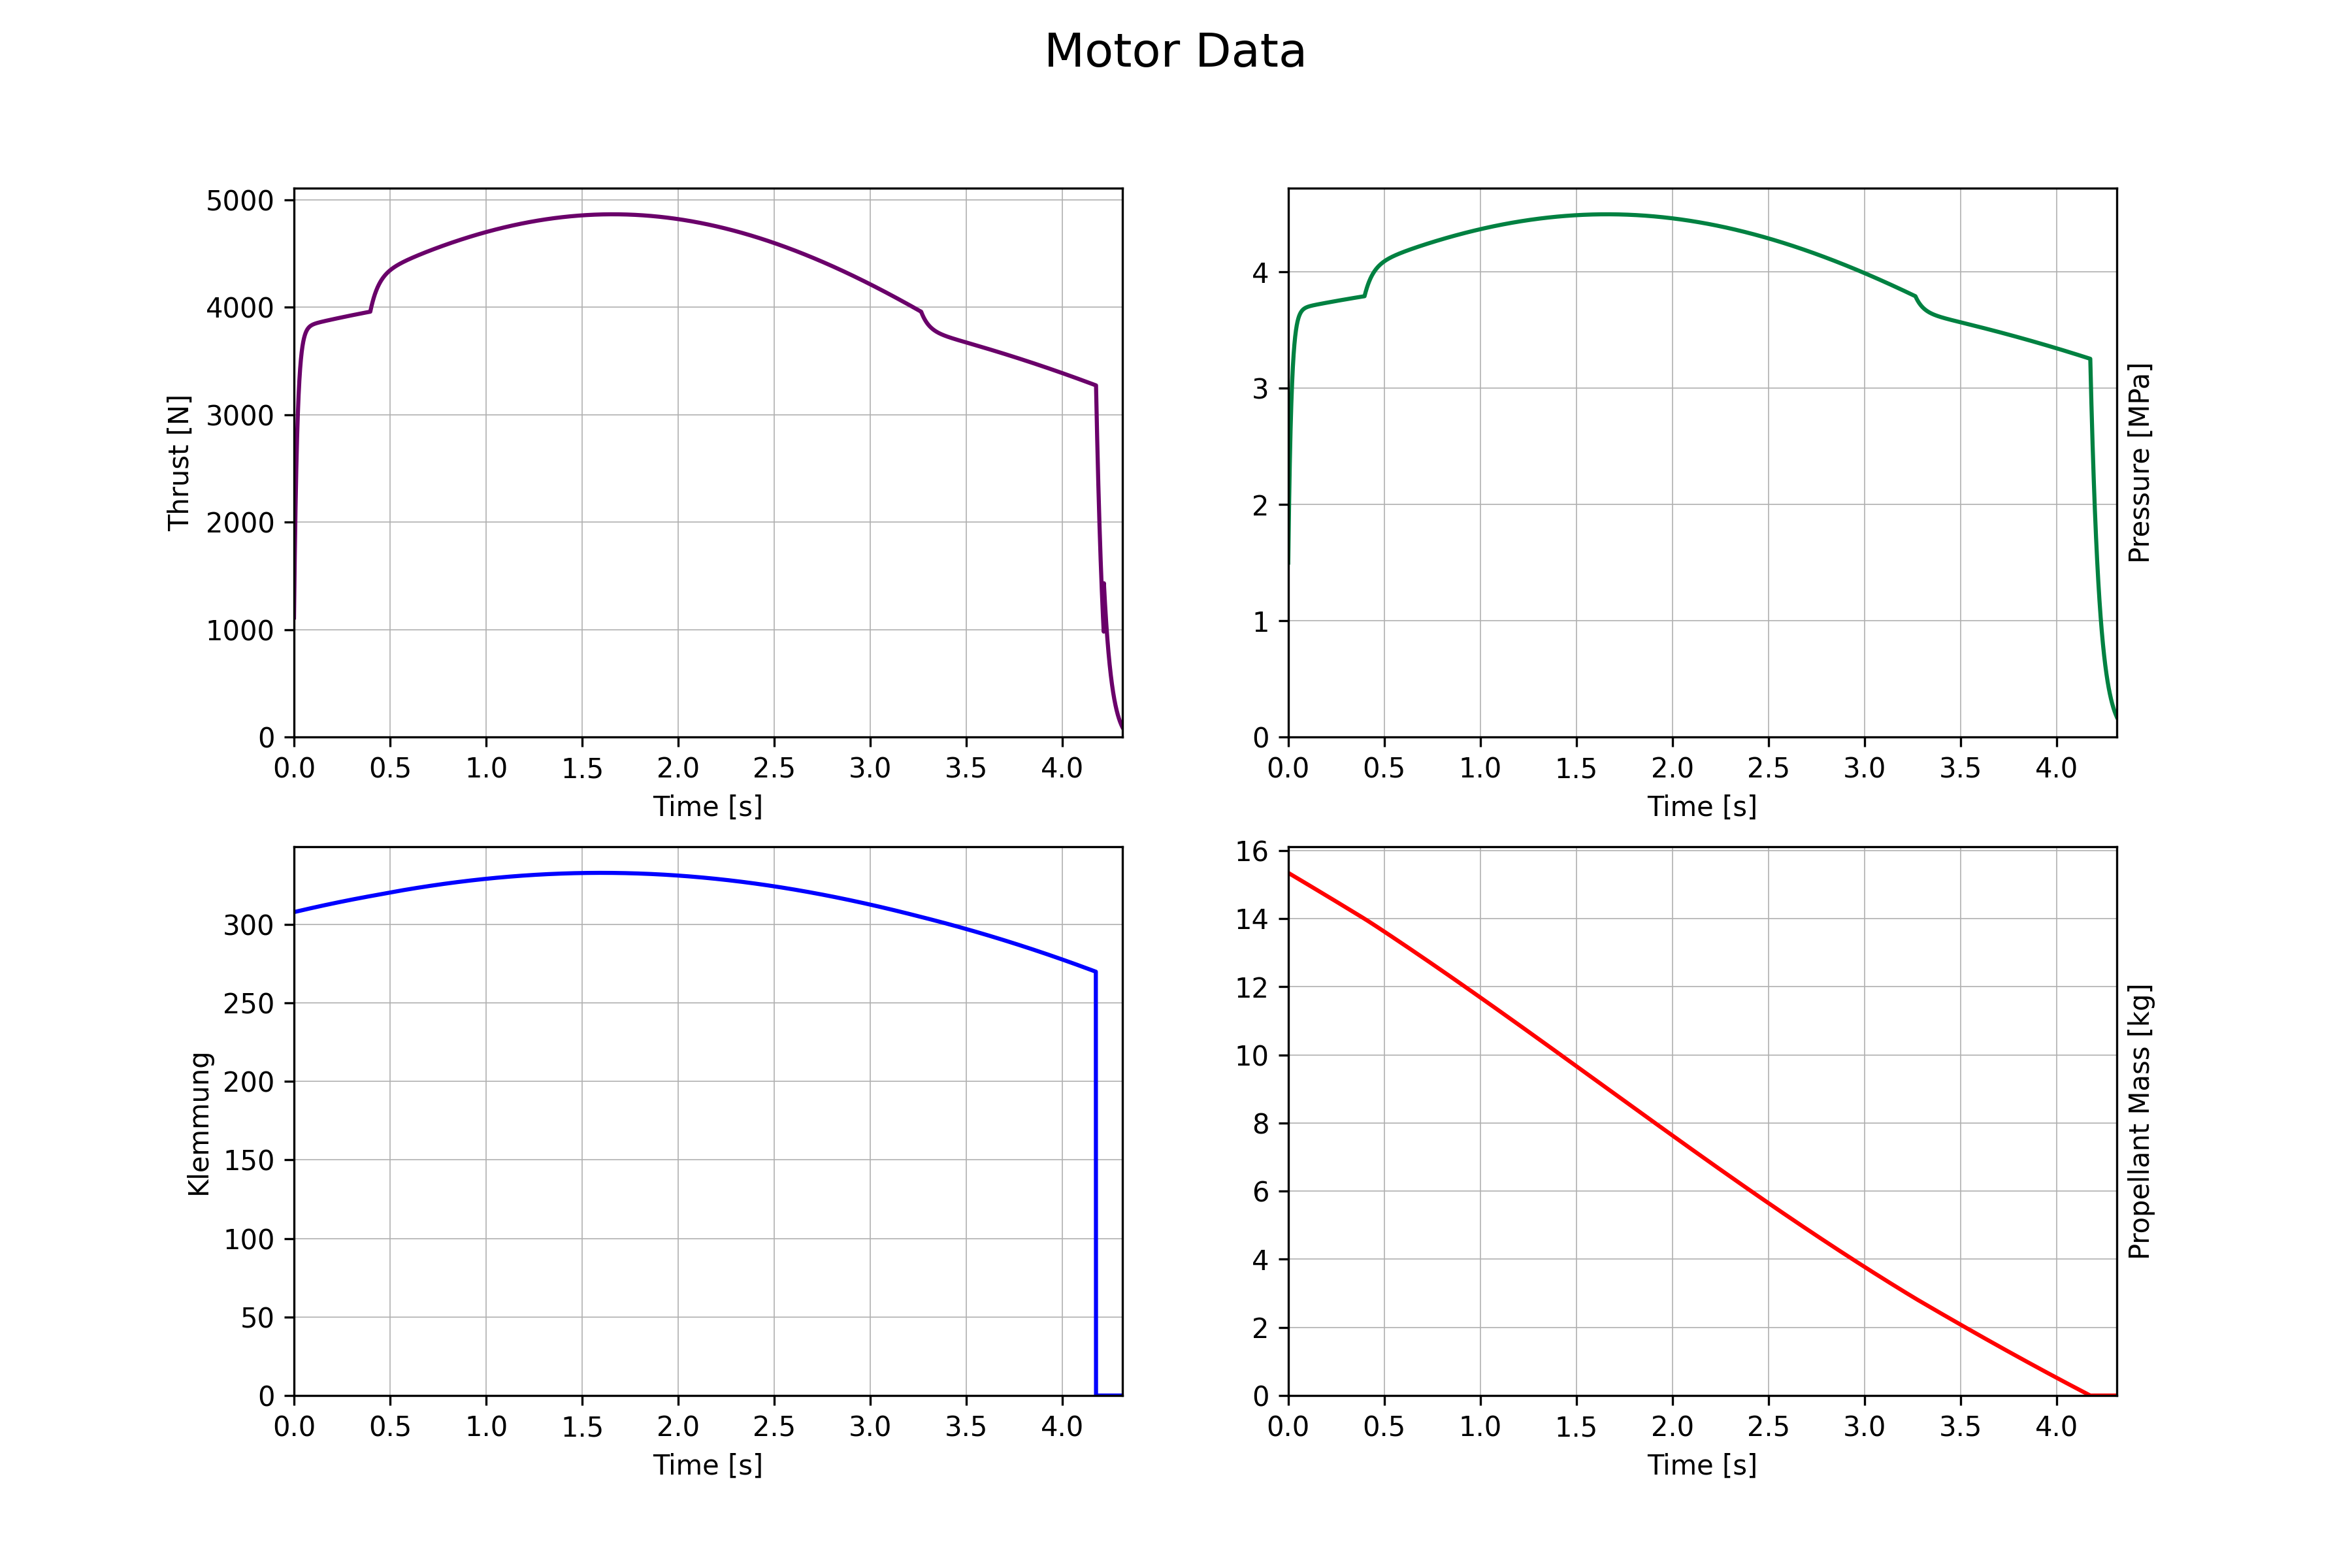 Motor Data
Thrust [N]
5000
4000
3000
2000
1000
0
0.0 0.5 1.0 1.5 2.0 2.5 3.0 3.5 4.0
Time [s]
Pressure [MPa]
4
3
2
1
0
0.0 0.5 1.0 1.5 2.0 2.5 3.0 3.5 4.0
Time [s]
Klemmung
300
250
200
150
100
50
0
0.0 0.5 1.0 1.5 2.0 2.5 3.0 3.5 4.0
Time [s]
Propellant Mass [kg]
16
14
12
10
8
6
4
2
0
0.0 0.5 1.0 1.5 2.0 2.5 3.0 3.5 4.0
Time [s]